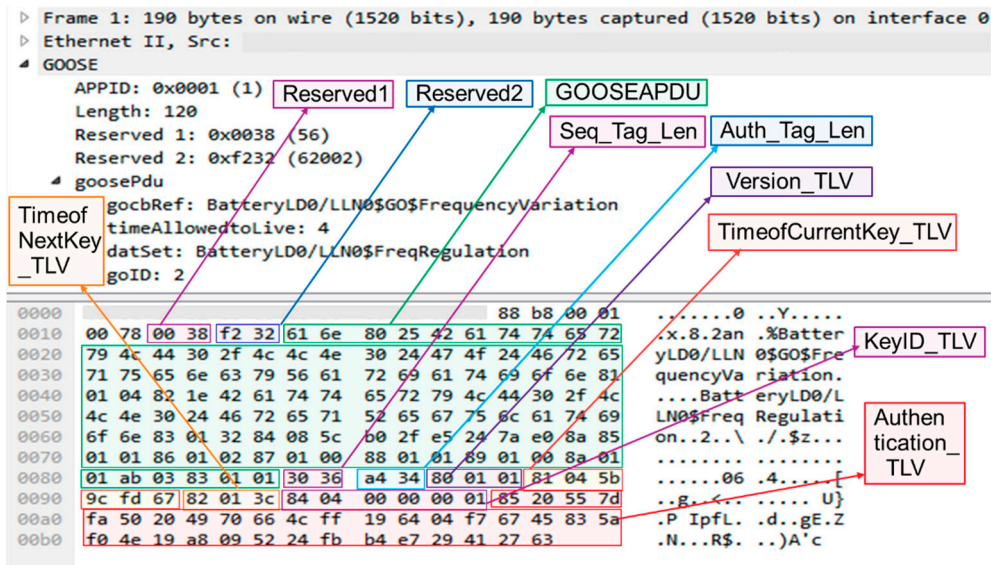 Frame 1: 190 bytes on wire (1520 bits), 190 bytes captured (1520 bits) on interface 0
Ethernet II, Src:
GOOSE
APPID: 0x0001 (1)
Length: 120
Reserved 1: 0x0038 (56)
Reserved 2: 0xf232 (62002)
goosePdu
gocbRef: BatteryLD0/LLN0$GO$FrequencyVariation
timeAllowedtoLive: 4
datSet: BatteryLD0/LLN0$FreqRegulation
goID: 2
Reserved1
Reserved2
GOOSEAPDU
Seq_Tag_Len
Auth_Tag_Len
Version_TLV
TimeofCurrentKey_TLV
Timeof
NextKey
_TLV
KeyID_TLV
Authen
tication_
TLV
0000 88 b8 00 01 .......0 ..Y.....
0010 00 78 00 38 f2 32 61 6e 80 25 42 61 74 74 65 72 .x.8.2an .%Batter
0020 79 4c 44 30 2f 4c 4c 4e 30 24 47 4f 24 46 72 65 yLD0/LLN 0$GO$Fre
0030 71 75 65 6e 63 79 56 61 72 69 61 74 69 6f 6e 81 quencyVa riation.
0040 01 04 82 1e 42 61 74 74 65 72 79 4c 44 30 2f 4c ....Batt eryLD0/L
0050 4c 4e 30 24 46 72 65 71 52 65 67 75 6c 61 74 69 LN0$Freq Regulati
0060 6f 6e 83 01 32 84 08 5c b0 2f e5 24 7a e0 8a 85 on..2..\ ./.$z...
0070 01 01 86 01 02 87 01 00 88 01 01 89 01 00 8a 01 ........ ........
0080 01 ab 03 83 01 01 30 36 a4 34 80 01 01 81 04 5b ......06 .4.....[
0090 9c fd 67 82 01 3c 84 04 00 00 00 01 85 20 55 7d ..g..<.. ..... U}
00a0 fa 50 20 49 70 66 4c ff 19 64 04 f7 67 45 83 5a .P IpfL. .d..gE.Z
00b0 f0 4e 19 a8 09 52 24 fb b4 e7 29 41 27 63 .N...R$. ..)A'c